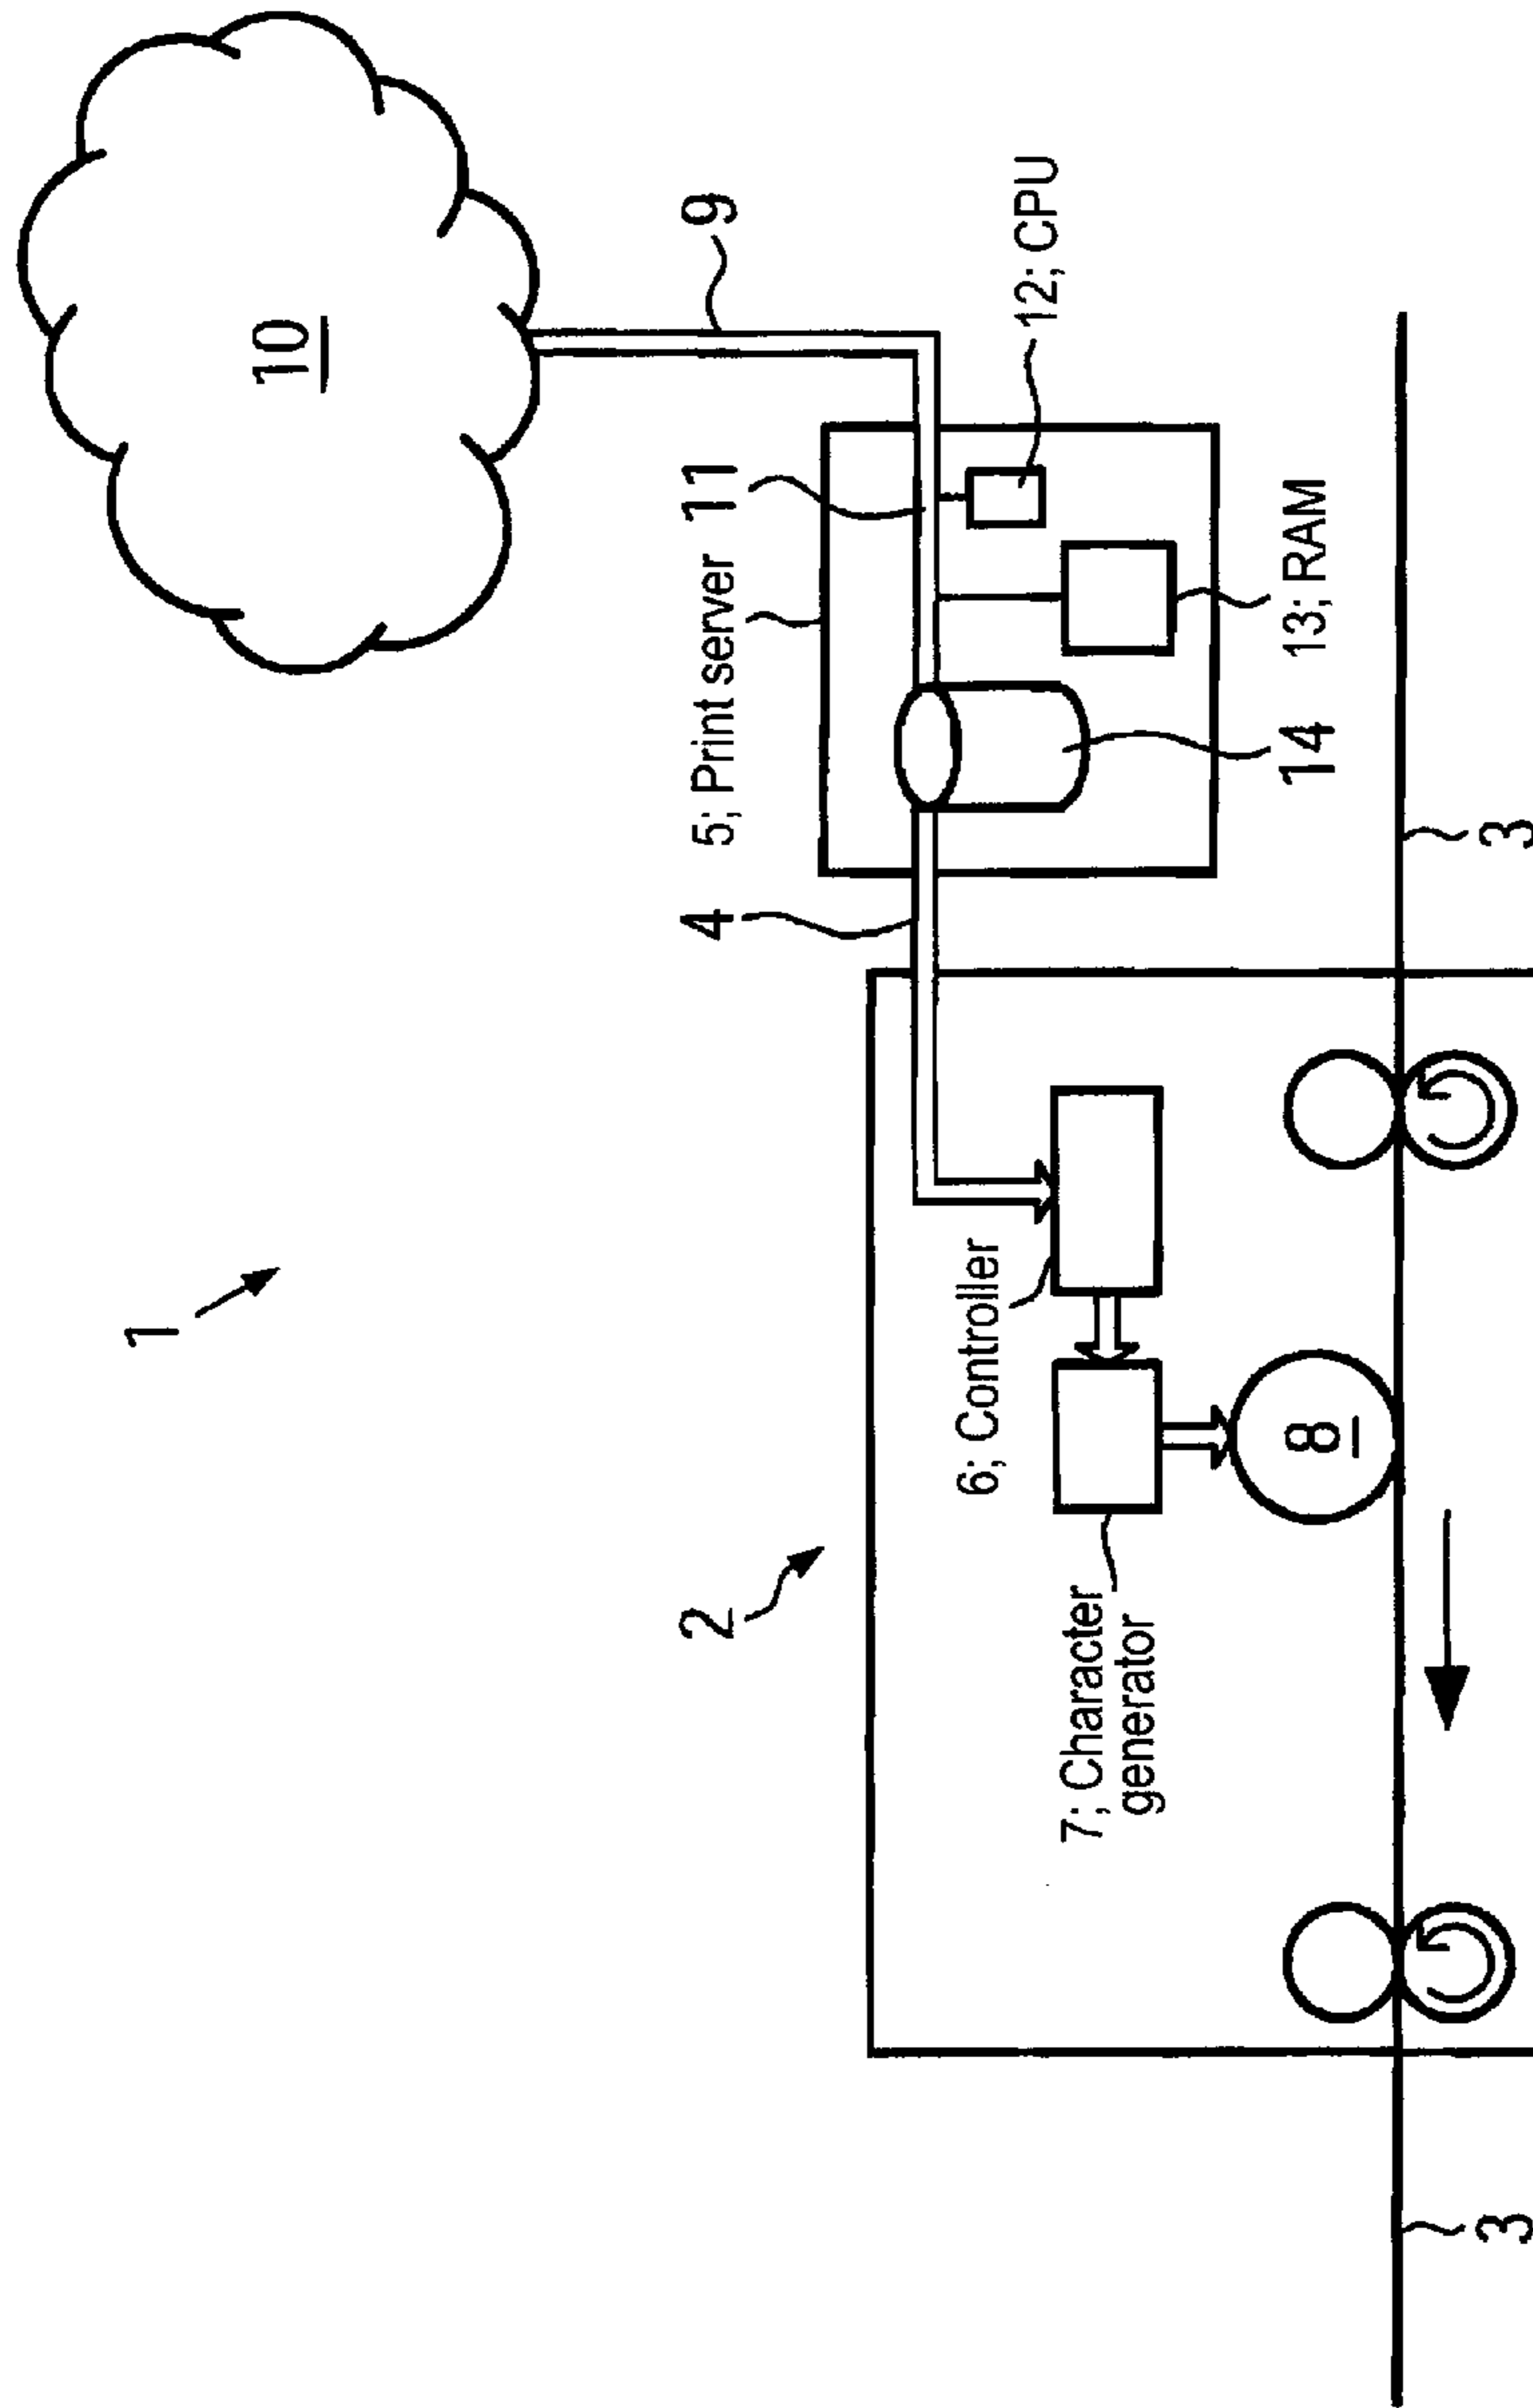 1
10
2
4
5; Print server
11
9
6; Controller
12; CPU
7; Character
generator
8
14
13; RAM
3
3